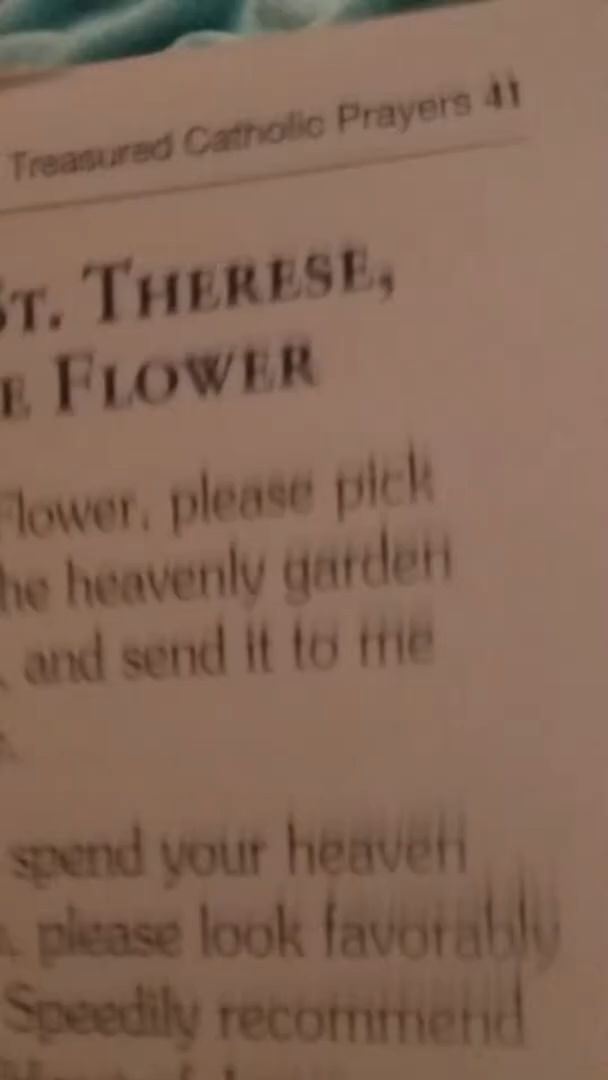 Treasured Catholic Prayers 41
ST. THERESE,
E FLOWER
Flower, please pick
he heavenly garden
, and send it to me
spend your heaven
please look favorably
Speedily recommend